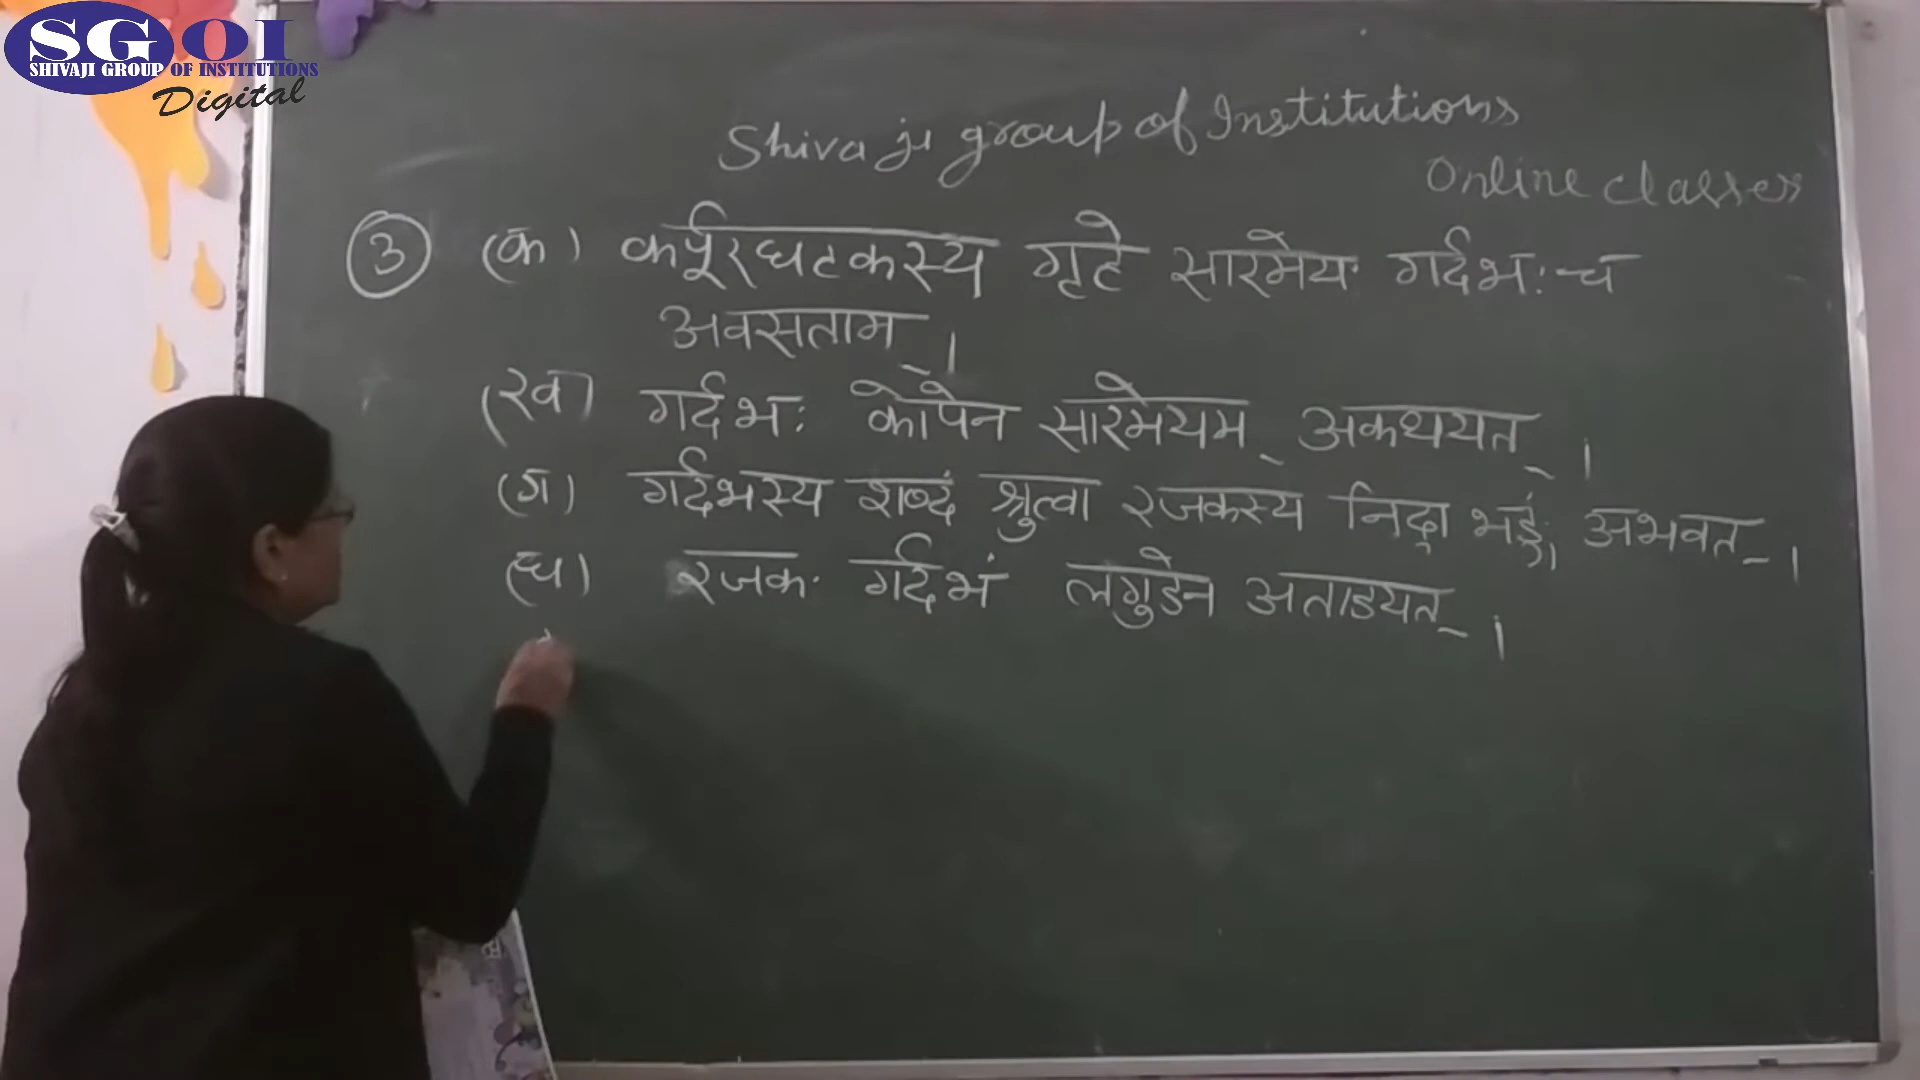 SGOI
SHIVAJI GROUP OF INSTITUTIONS
Digital
Shivaji group of Institutions
Online classes
③ (क) कर्पूरघटकस्य गृहे सारमेयः गर्दभः च
अवसताम् ।
(ख) गर्दभः कोपेन सारमेयम् अकथयत् ।
(ग) गर्दभस्य शब्दं श्रुत्वा रजकस्य निद्रा भङ्गः अभवत् ।
(घ) रजकः गर्दभं लगुडेन अताडयत् ।